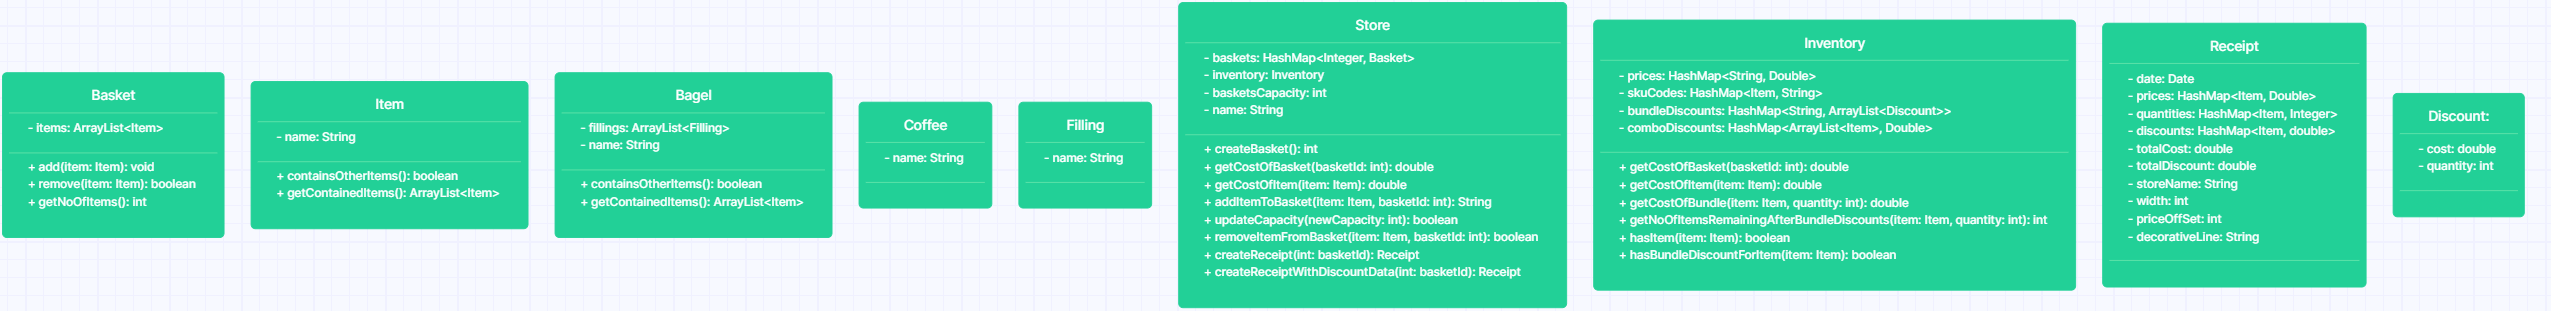 Basket
- items: ArrayList<Item>
+ add(item: Item): void
+ remove(item: Item): boolean
+ getNoOfItems(): int
Item
- name: String
+ containsOtherItems(): boolean
+ getContainedItems(): ArrayList<Item>
Bagel
- fillings: ArrayList<Filling>
- name: String
+ containsOtherItems(): boolean
+ getContainedItems(): ArrayList<Item>
Coffee
- name: String
Filling
- name: String
Store
- baskets: HashMap<Integer, Basket>
- inventory: Inventory
- basketsCapacity: int
- name: String
+ createBasket(): int
+ getCostOfBasket(basketId: int): double
+ getCostOfItem(item: Item): double
+ addItemToBasket(item: Item, basketId: int): String
+ updateCapacity(newCapacity: int): boolean
+ removeItemFromBasket(item: Item, basketId: int): boolean
+ createReceipt(int: basketId): Receipt
+ createReceiptWithDiscountData(int: basketId): Receipt
Inventory
- prices: HashMap<String, Double>
- skuCodes: HashMap<Item, String>
- bundleDiscounts: HashMap<String, ArrayList<Discount>>
- comboDiscounts: HashMap<ArrayList<Item>, Double>
+ getCostOfBasket(basketId: int): double
+ getCostOfItem(item: Item): double
+ getCostOfBundle(item: Item, quantity: int): double
+ getNoOfItemsRemainingAfterBundleDiscounts(item: Item, quantity: int): int
+ hasItem(item: Item): boolean
+ hasBundleDiscountForItem(item: Item): boolean
Receipt
- date: Date
- prices: HashMap<Item, Double>
- quantities: HashMap<Item, Integer>
- discounts: HashMap<Item, double>
- totalCost: double
- totalDiscount: double
- storeName: String
- width: int
- priceOffSet: int
- decorativeLine: String
Discount:
- cost: double
- quantity: int